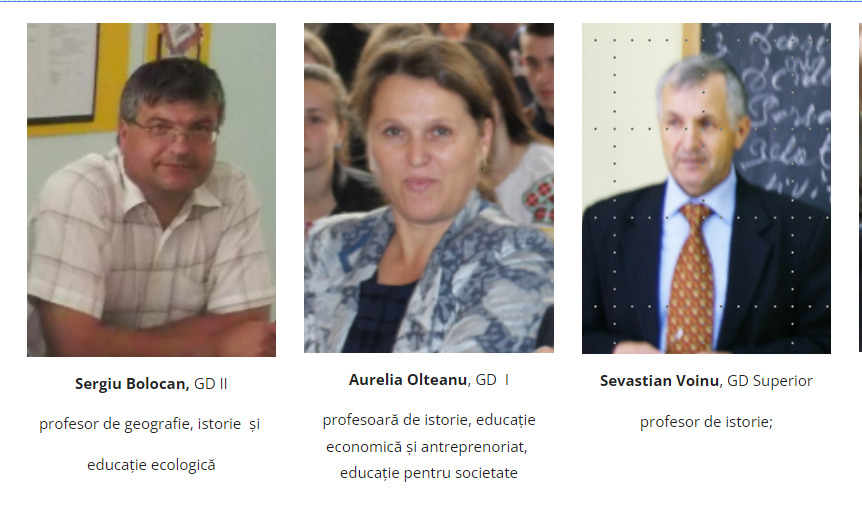 Sergiu Bolocan, GD II
profesor de geografie, istorie și
educație ecologică
Aurelia Olteanu, GD I
profesoară de istorie, educație
economică și antreprenoriat,
educație pentru societate
Sevastian Voinu, GD Superior
profesor de istorie;